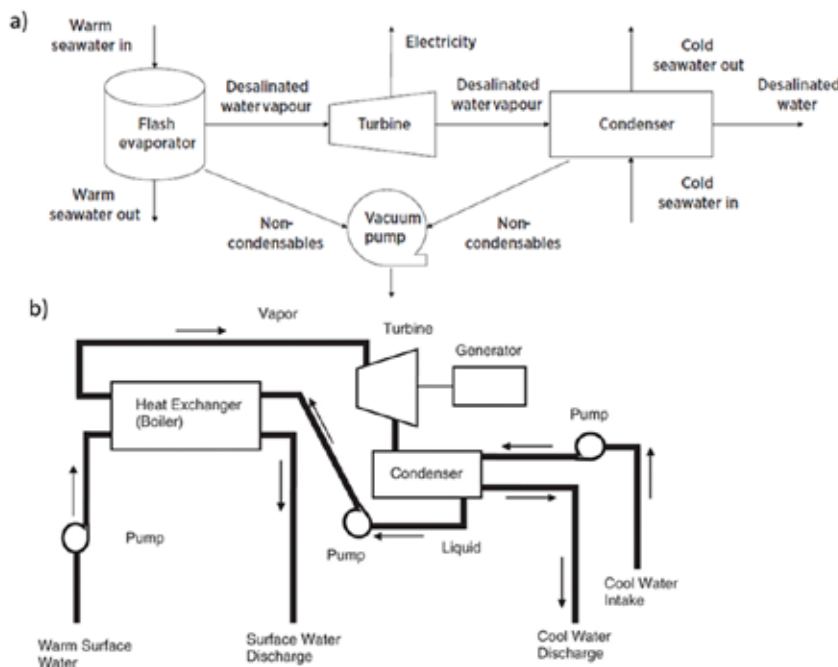 a)
Warm
seawater in
Electricity
Cold
seawater out
Desalinated
water vapour
Desalinated
water vapour
Desalinated
water
Flash
evaporator
Turbine
Condenser
Warm
seawater out
Non-
condensables
Vacuum
pump
Non-
condensables
Cold
seawater in
b)
Vapor
Turbine
Generator
Heat Exchanger
(Boiler)
Pump
Condenser
Pump
Pump
Liquid
Cool Water
Intake
Warm Surface
Water
Surface Water
Discharge
Cool Water
Discharge